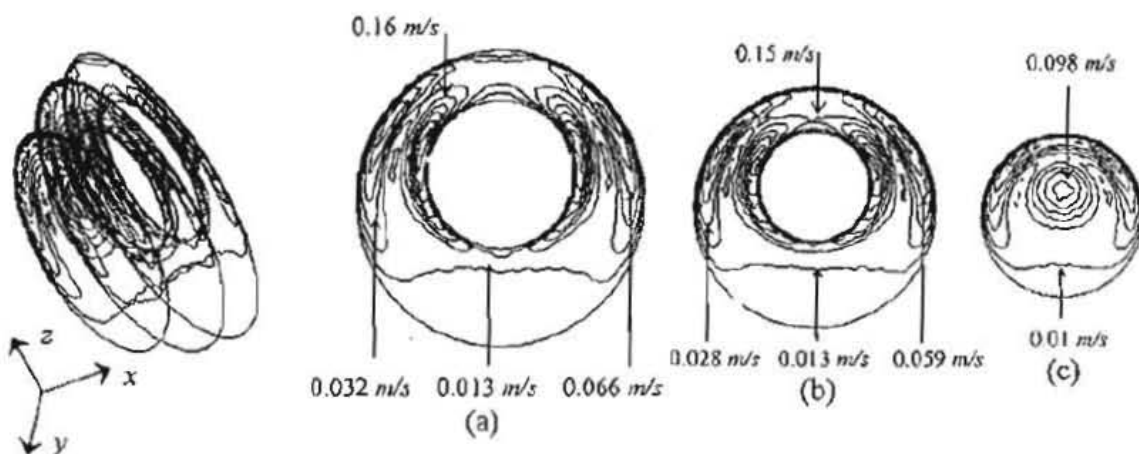 0.16 m/s
0.15 m/s
0.098 m/s
z
x
y
0.032 m/s 0.013 m/s 0.066 m/s
(a)
0.028 m/s 0.013 m/s 0.059 m/s
(b)
0.01 m/s
(c)